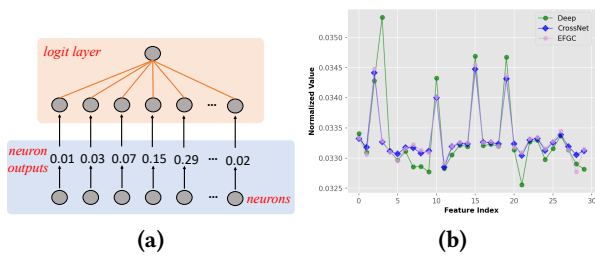 logit layer
...
neuron
outputs
0.01 0.03 0.07 0.15 0.29 ... 0.02
... neurons
(a)
Normalized Value
0.0350
0.0345
0.0340
0.0335
0.0330
0.0325
Deep
CrossNet
EFGC
0 5 10 15 20 25 30
Feature Index
(b)